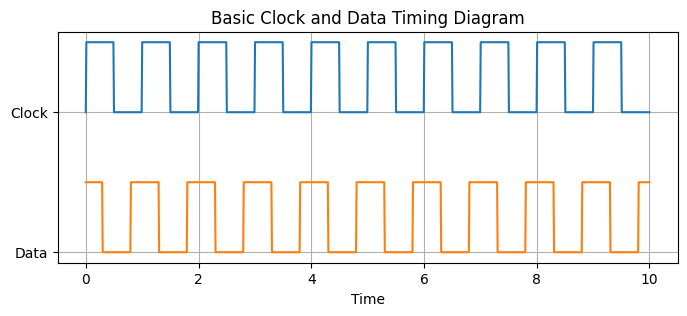 Basic Clock and Data Timing Diagram
Clock
Data
0 2 4 6 8 10
Time